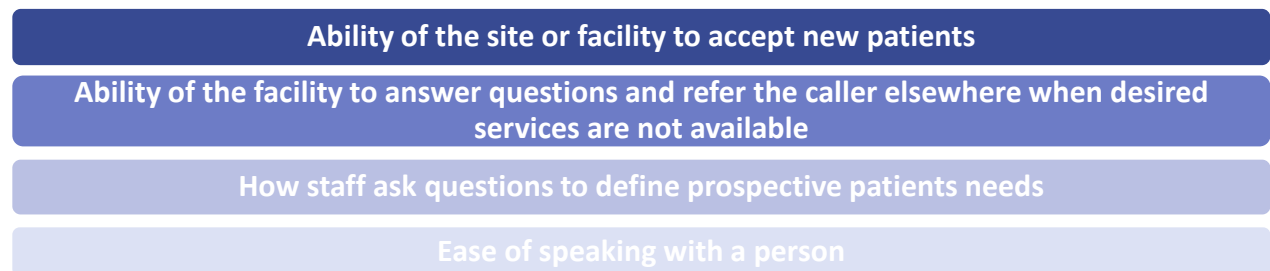 Ability of the site or facility to accept new patients
Ability of the facility to answer questions and refer the caller elsewhere when desired
services are not available
How staff ask questions to define prospective patients needs
Ease of speaking with a person